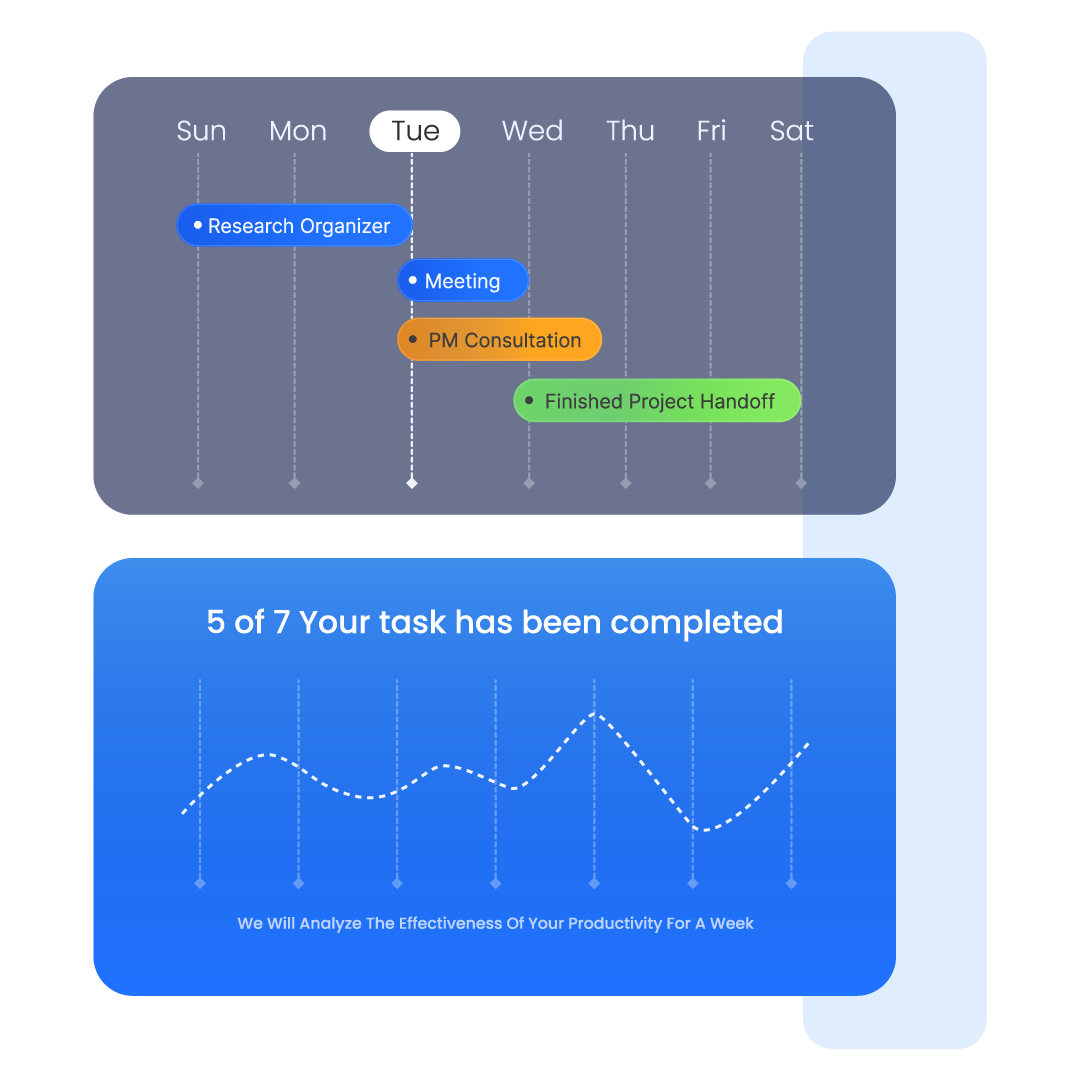 Sun Mon Tue Wed Thu Fri Sat
Research Organizer
Meeting
PM Consultation
Finished Project Handoff
5 of 7 Your task has been completed
We Will Analyze The Effectiveness Of Your Productivity For A Week